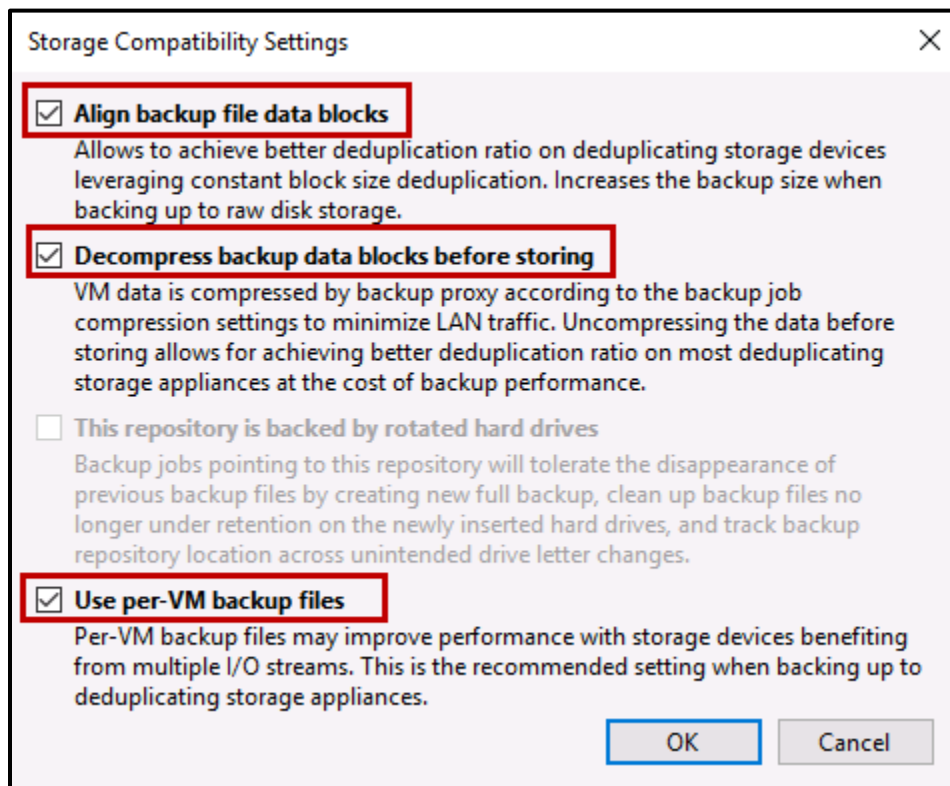 Storage Compatibility Settings
Align backup file data blocks
Allows to achieve better deduplication ratio on deduplicating storage devices
leveraging constant block size deduplication. Increases the backup size when
backing up to raw disk storage.
Decompress backup data blocks before storing
VM data is compressed by backup proxy according to the backup job
compression settings to minimize LAN traffic. Uncompressing the data before
storing allows for achieving better deduplication ratio on most deduplicating
storage appliances at the cost of backup performance.
This repository is backed by rotated hard drives
Backup jobs pointing to this repository will tolerate the disappearance of
previous backup files by creating new full backup, clean up backup files no
longer under retention on the newly inserted hard drives, and track backup
repository location across unintended drive letter changes.
Use per-VM backup files
Per-VM backup files may improve performance with storage devices benefiting
from multiple I/O streams. This is the recommended setting when backing up to
deduplicating storage appliances.
OK
Cancel